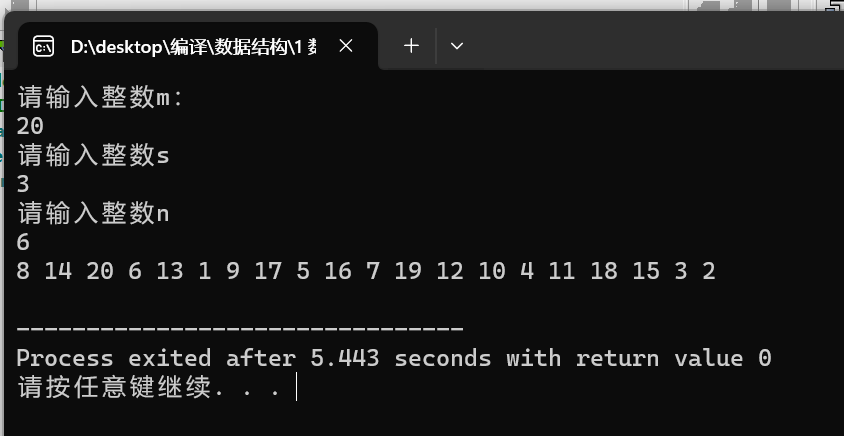 D:\desktop\编译\数据结构\1 数
请输入整数m:
20
请输入整数s
3
请输入整数n
6
8 14 20 6 13 1 9 17 5 16 7 19 12 10 4 11 18 15 3 2
--------------------------------
Process exited after 5.443 seconds with return value 0
请按任意键继续. . .